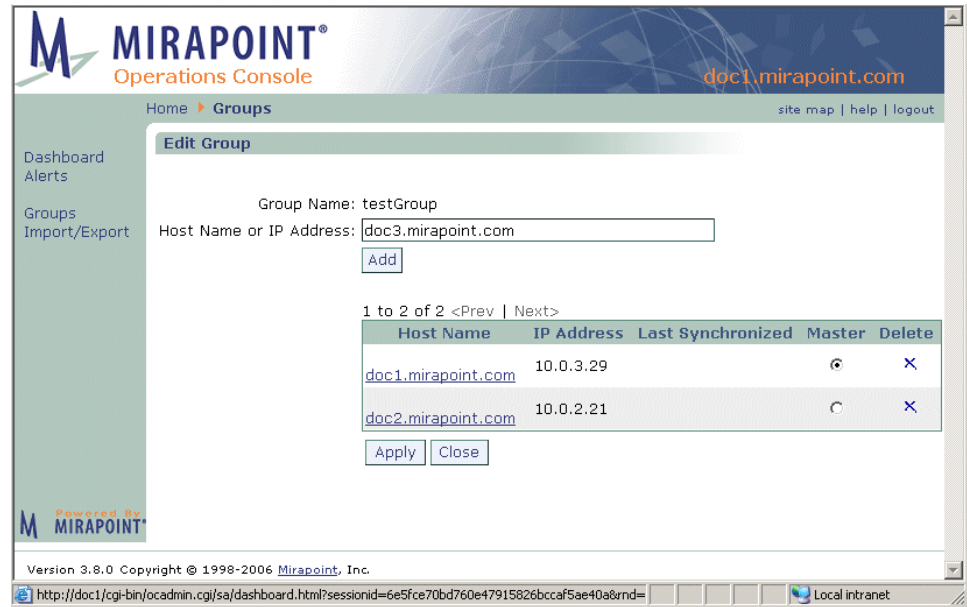 MIRAPOINT®
Operations Console
doc1.mirapoint.com
Home Groups
site map | help | logout
Dashboard
Alerts
Groups
Import/Export
Edit Group
Group Name: testGroup
Host Name or IP Address: doc3.mirapoint.com
Add
1 to 2 of 2 <Prev | Next>
Host Name IP Address Last Synchronized Master Delete
doc1.mirapoint.com 10.0.3.29
doc2.mirapoint.com 10.0.2.21
Apply Close
Powered By
MIRAPOINT
Version 3.8.0 Copyright © 1998-2006 Mirapoint, Inc.
http://doc1/cgi-bin/ocadmin.cgi/sa/dashboard.html?sessionid=6e5fce70bd760e47915826bccaf5ae40a&rnd=
Local intranet